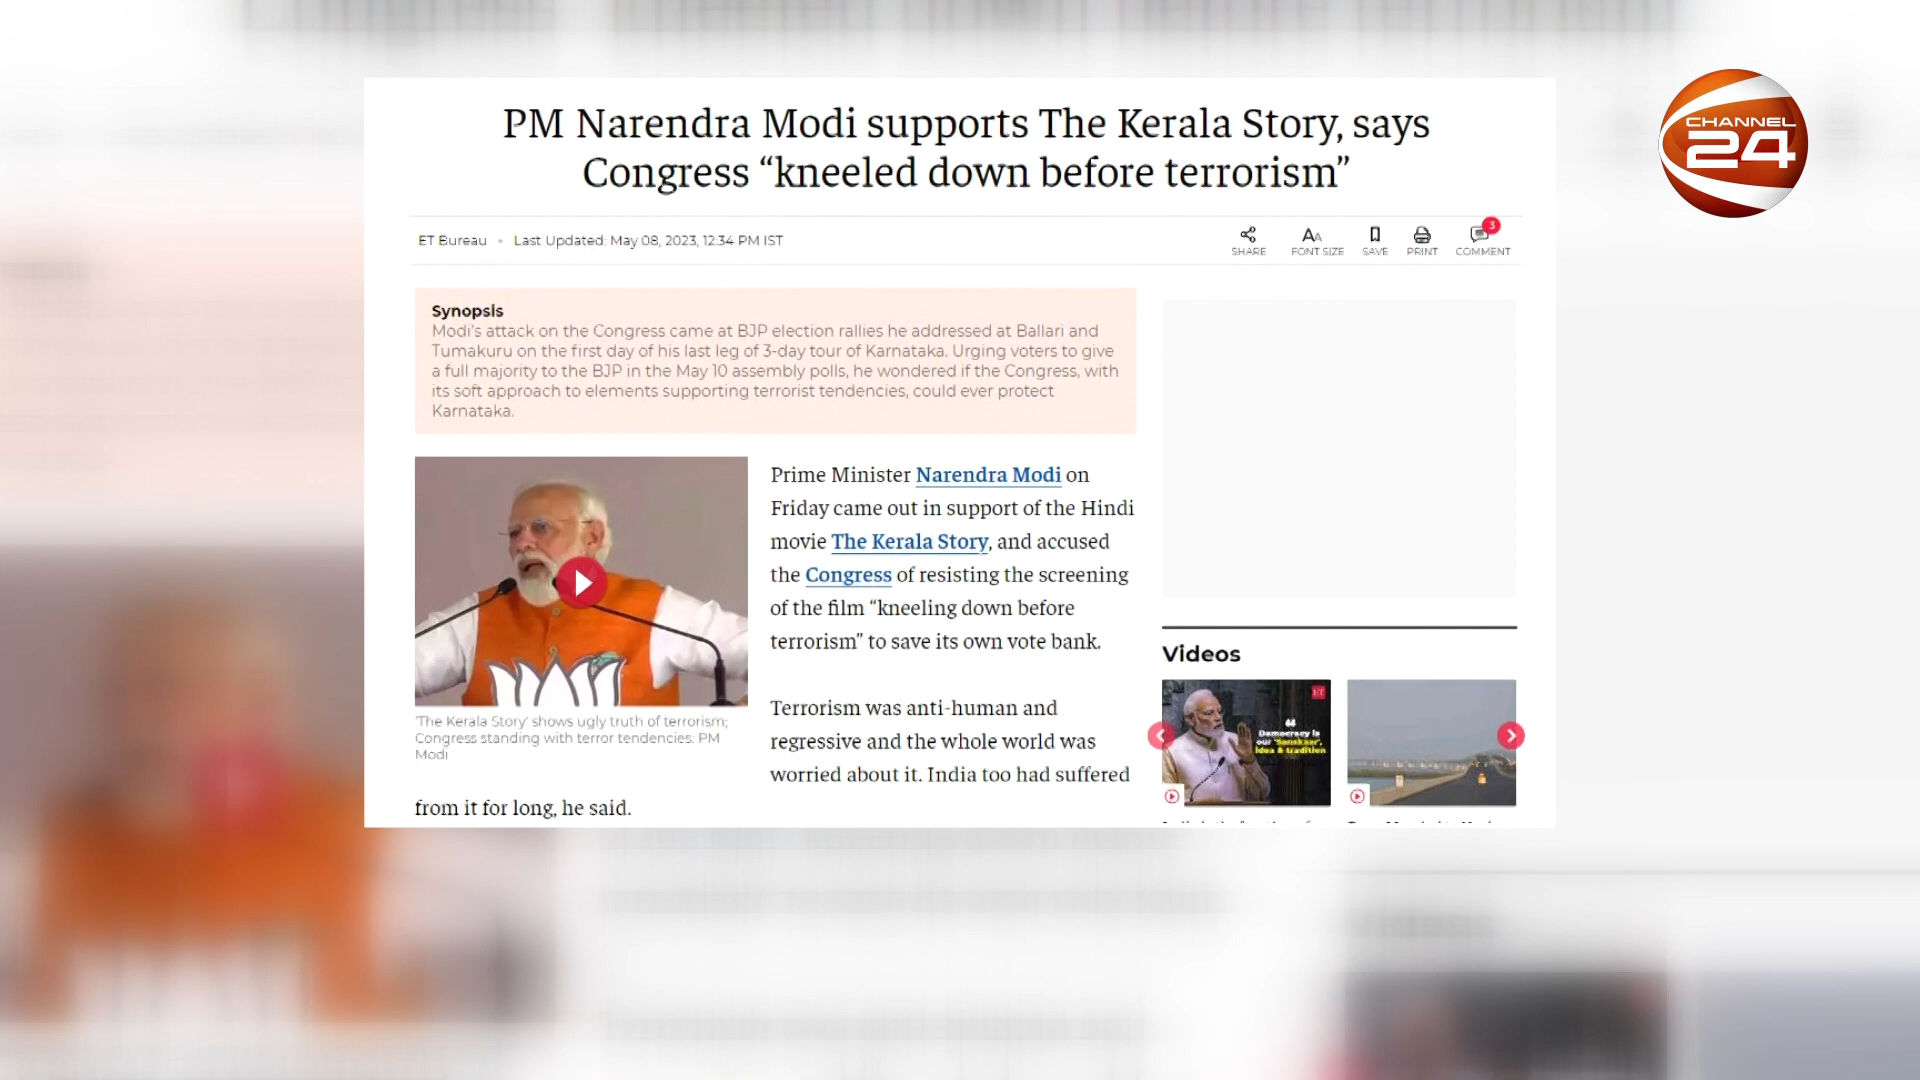 CHANNEL
24
PM Narendra Modi supports The Kerala Story, says
Congress “kneeled down before terrorism”
ET Bureau • Last Updated: May 08, 2023, 12:34 PM IST
SHARE
AA
FONT SIZE
SAVE
PRINT
3
COMMENT
Synopsis
Modi's attack on the Congress came at BJP election rallies he addressed at Ballari and
Tumakuru on the first day of his last leg of 3-day tour of Karnataka. Urging voters to give
a full majority to the BJP in the May 10 assembly polls, he wondered if the Congress, with
its soft approach to elements supporting terrorist tendencies, could ever protect
Karnataka.
'The Kerala Story' shows ugly truth of terrorism;
Congress standing with terror tendencies: PM
Modi
Prime Minister Narendra Modi on
Friday came out in support of the Hindi
movie The Kerala Story, and accused
the Congress of resisting the screening
of the film “kneeling down before
terrorism” to save its own vote bank.
Terrorism was anti-human and
regressive and the whole world was
worried about it. India too had suffered
from it for long, he said.
Videos
ET
Democracy is
our 'Sanskaar',
idea & tradition